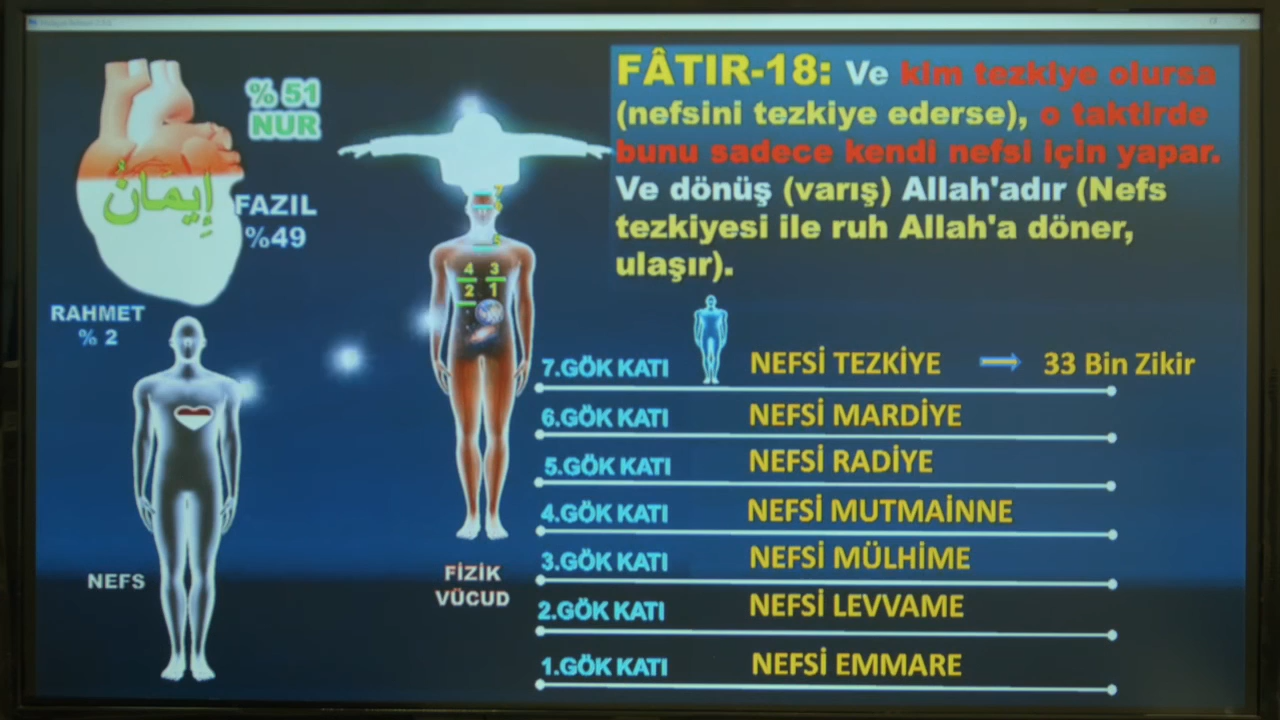 % 51
NUR
إِيمَانُ
FAZIL
%49
RAHMET
% 2
NEFS
7
6
5
4 3
2 1
FİZİK
VÜCUD
FÂTIR-18: Ve kim tezkiye olursa
(nefsini tezkiye ederse), o taktirde
bunu sadece kendi nefsi için yapar.
Ve dönüş (varış) Allah'adır (Nefs
tezkiyesi ile ruh Allah'a döner,
ulaşır).
7.GÖK KATI NEFSİ TEZKİYE 33 Bin Zikir
6.GÖK KATI NEFSİ MARDİYE
5.GÖK KATI NEFSİ RADİYE
4.GÖK KATI NEFSİ MUTMAİNNE
3.GÖK KATI NEFSİ MÜLHİME
2.GÖK KATI NEFSİ LEVVAME
1.GÖK KATI NEFSİ EMMARE